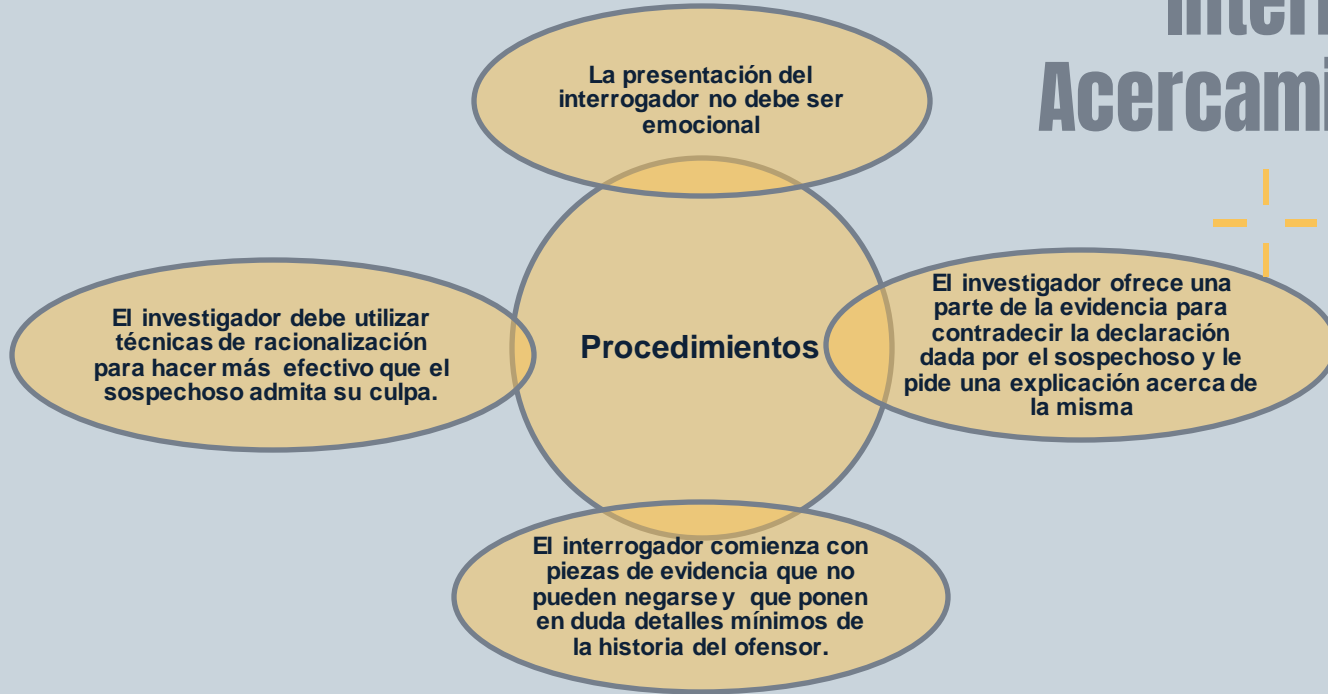 La presentación del
interrogador no debe ser
emocional
El investigador debe utilizar
técnicas de racionalización
para hacer más efectivo que el
sospechoso admita su culpa.
Procedimientos
El investigador ofrece una
parte de la evidencia para
contradecir la declaración
dada por el sospechoso y le
pide una explicación acerca de
la misma
El interrogador comienza con
piezas de evidencia que no
pueden negarse y que ponen
en duda detalles mínimos de
la historia del ofensor.